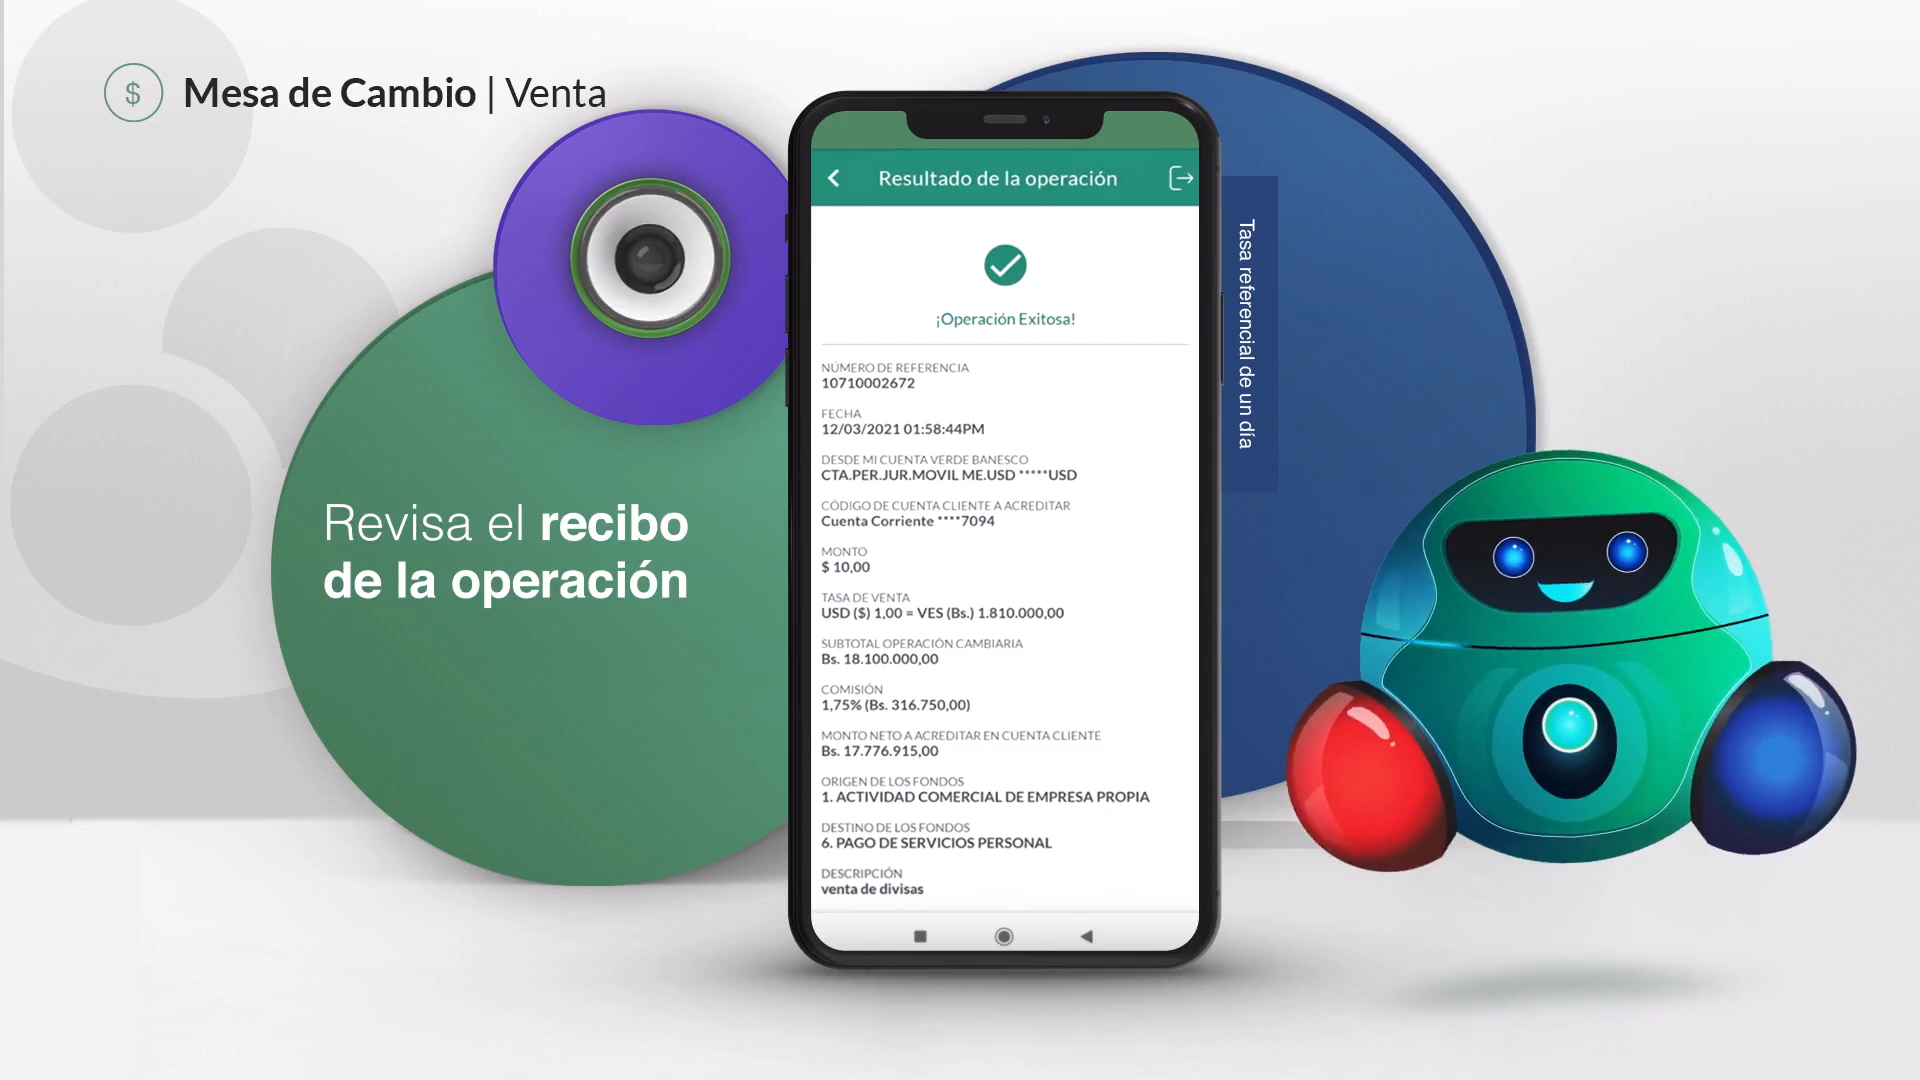 $ Mesa de Cambio | Venta
Revisa el recibo
de la operación
Resultado de la operación
¡Operación Exitosa!
NÚMERO DE REFERENCIA
10710002672
FECHA
12/03/2021 01:58:44PM
DESDE MI CUENTA VERDE BANESCO
CTA.PER.JUR.MOVIL ME.USD *****USD
CÓDIGO DE CUENTA CLIENTE A ACREDITAR
Cuenta Corriente ****7094
MONTO
$ 10,00
TASA DE VENTA
USD ($) 1,00 = VES (Bs.) 1.810.000,00
SUBTOTAL OPERACIÓN CAMBIARIA
Bs. 18.100.000,00
COMISIÓN
1,75% (Bs. 316.750,00)
MONTO NETO A ACREDITAR EN CUENTA CLIENTE
Bs. 17.776.915,00
ORIGEN DE LOS FONDOS
1. ACTIVIDAD COMERCIAL DE EMPRESA PROPIA
DESTINO DE LOS FONDOS
6. PAGO DE SERVICIOS PERSONAL
DESCRIPCIÓN
venta de divisas
Tasa referencial de un día